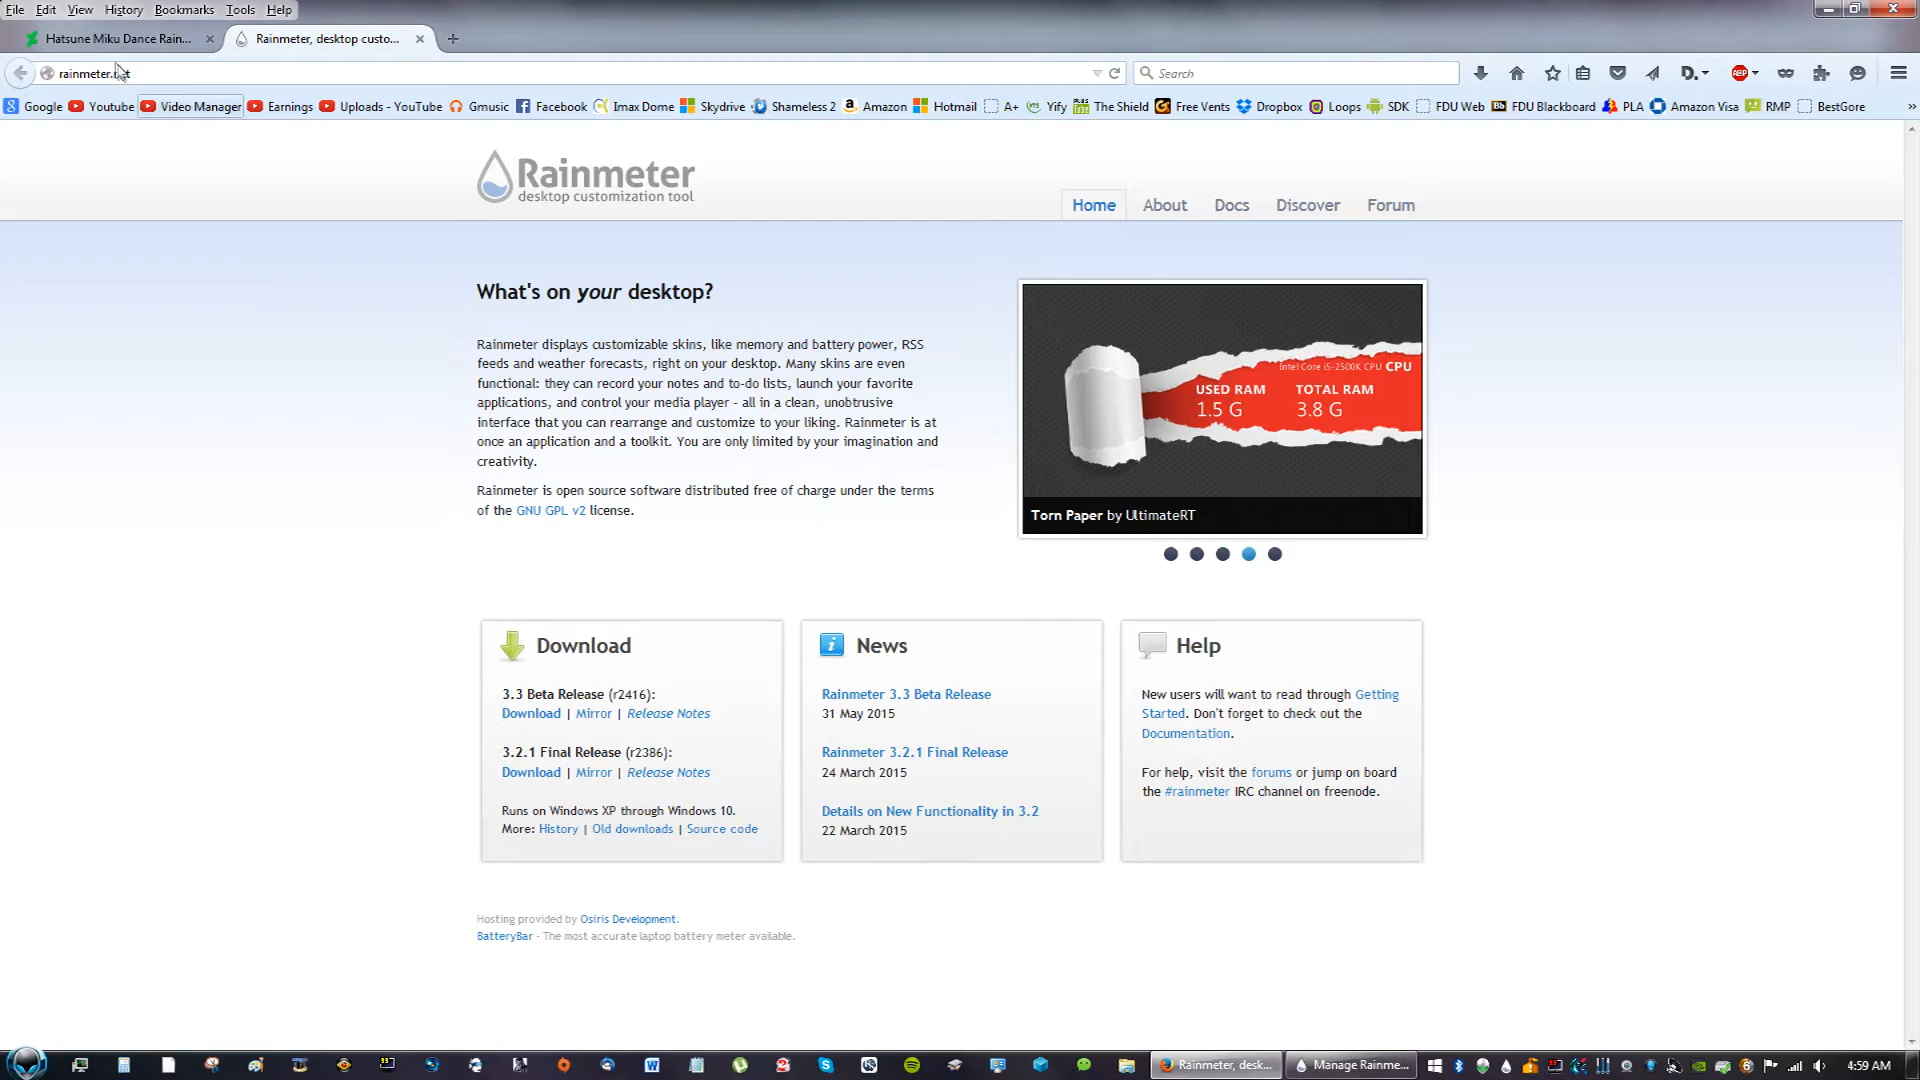 File Edit View History Bookmarks Tools Help
Hatsune Miku Dance Rain...
Rainmeter, desktop custo...
Search
Google Youtube Video Manager Earnings Uploads - YouTube Gmusic Facebook Imax Dome Skydrive Shameless 2 Amazon Hotmail A+ Yify The Shield Free Vents Dropbox Loops SDK FDU Web FDU Blackboard PLA Amazon Visa RMP BestGore
Rainmeter
desktop customization tool
Home About Docs Discover Forum
What's on your desktop?
Rainmeter displays customizable skins, like memory and battery power, RSS
feeds and weather forecasts, right on your desktop. Many skins are even
functional: they can record your notes and to-do lists, launch your favorite
applications, and control your media player - all in a clean, unobtrusive
interface that you can rearrange and customize to your liking. Rainmeter is at
once an application and a toolkit. You are only limited by your imagination and
creativity.
Rainmeter is open source software distributed free of charge under the terms
of the GNU GPL v2 license.
Intel Core i5-2500K CPU CPU
USED RAM TOTAL RAM
1.5 G 3.8 G
Torn Paper by UltimateRT
Download
3.3 Beta Release (r2416):
Download | Mirror | Release Notes
3.2.1 Final Release (r2386):
Download | Mirror | Release Notes
Runs on Windows XP through Windows 10.
More: History | Old downloads | Source code
News
Rainmeter 3.3 Beta Release
31 May 2015
Rainmeter 3.2.1 Final Release
24 March 2015
Details on New Functionality in 3.2
22 March 2015
Help
New users will want to read through Getting
Started. Don't forget to check out the
Documentation.
For help, visit the forums or jump on board
the #rainmeter IRC channel on freenode.
Hosting provided by Osiris Development.
BatteryBar - The most accurate laptop battery meter available.
Rainmeter, desk...
Manage Rainme...
4:59 AM